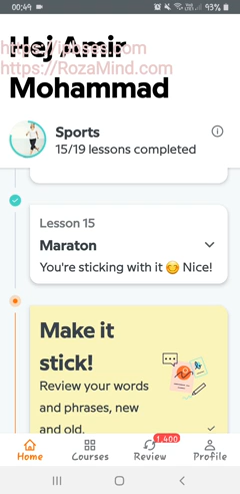 00:49
93%
Hej Amir
https://lphses.com
https://RozaMind.com
Mohammad
Sports
15/19 lessons completed
Lesson 15
Maraton
You're sticking with it 😊 Nice!
Make it
stick!
Review your words
and phrases, new
and old.
1,400
Home
Courses
Review
Profile